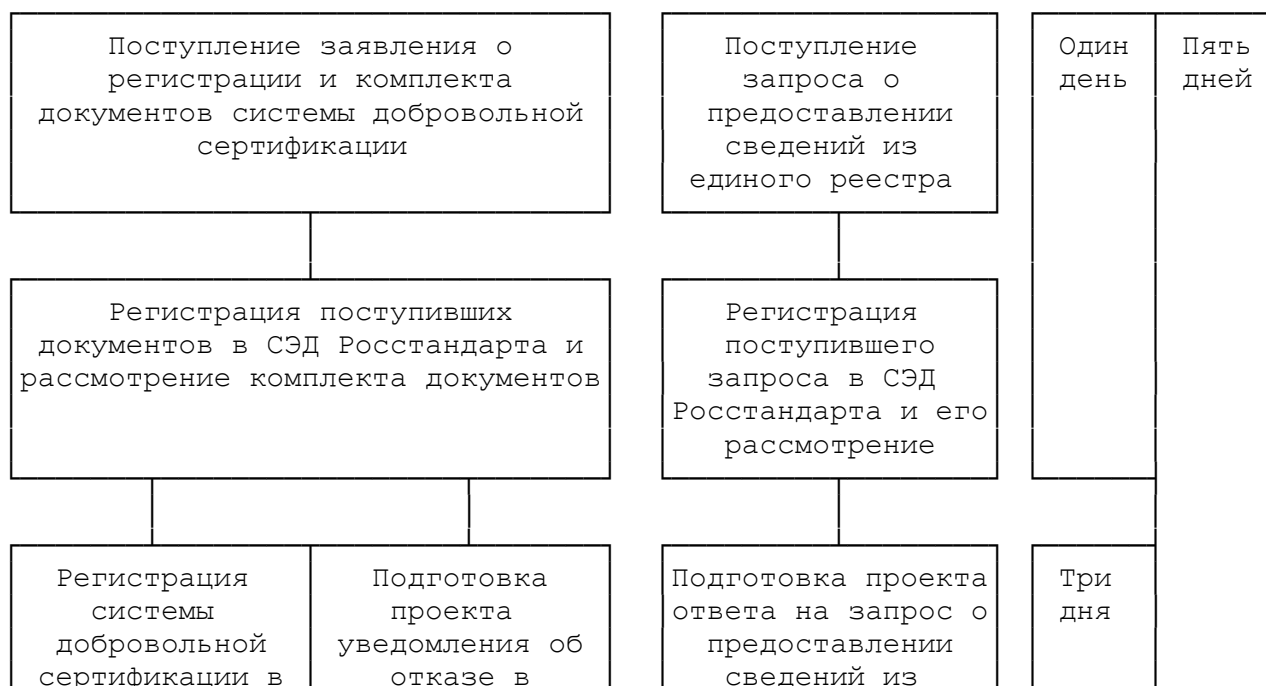 Поступление заявления о
регистрации и комплекта
документов системы добровольной
сертификации
Поступление
запроса о
предоставлении
сведений из
единого реестра
Один
день
Пять
дней
Регистрация поступивших
документов в СЭД Росстандарта и
рассмотрение комплекта документов
Регистрация
поступившего
запроса в СЭД
Росстандарта и его
рассмотрение
Регистрация
системы
добровольной
сертификации в
Подготовка
проекта
уведомления об
отказе в
Подготовка проекта
ответа на запрос о
предоставлении
сведений из
Три
дня